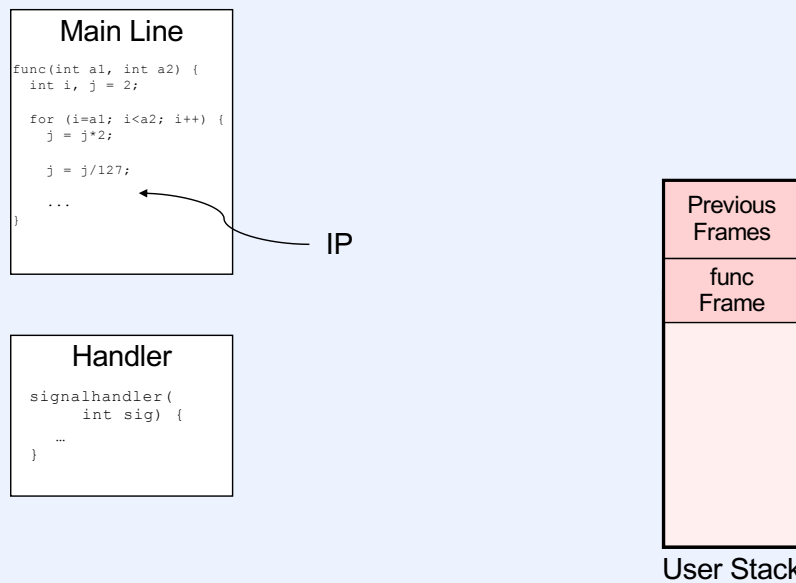 Main Line
func(int a1, int a2) {
int i, j = 2;
for (i=a1; i<a2; i++) {
j = j*2;
j = j/127;
...
}
IP
Handler
signalhandler(
int sig) {
…
}
Previous
Frames
func
Frame
User Stack